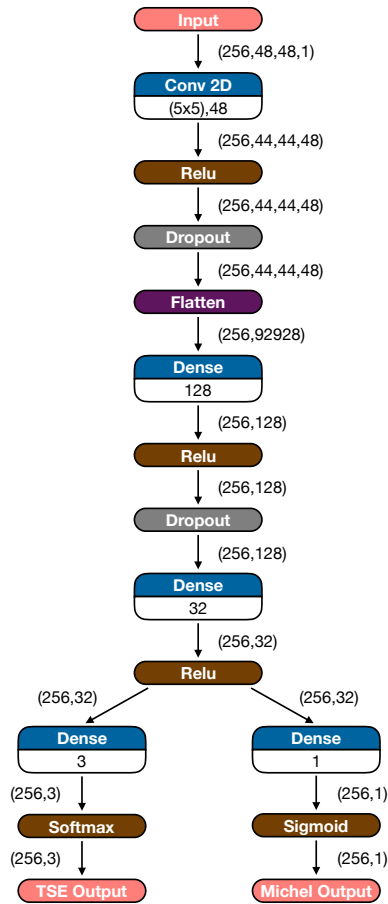 Input
(256,48,48,1)
Conv 2D
(5x5),48
(256,44,44,48)
Relu
(256,44,44,48)
Dropout
(256,44,44,48)
Flatten
(256,92928)
Dense
128
(256,128)
Relu
(256,128)
Dropout
(256,128)
Dense
32
(256,32)
Relu
(256,32) (256,32)
Dense Dense
3 1
(256,3) (256,1)
Softmax Sigmoid
(256,3) (256,1)
TSE Output Michel Output